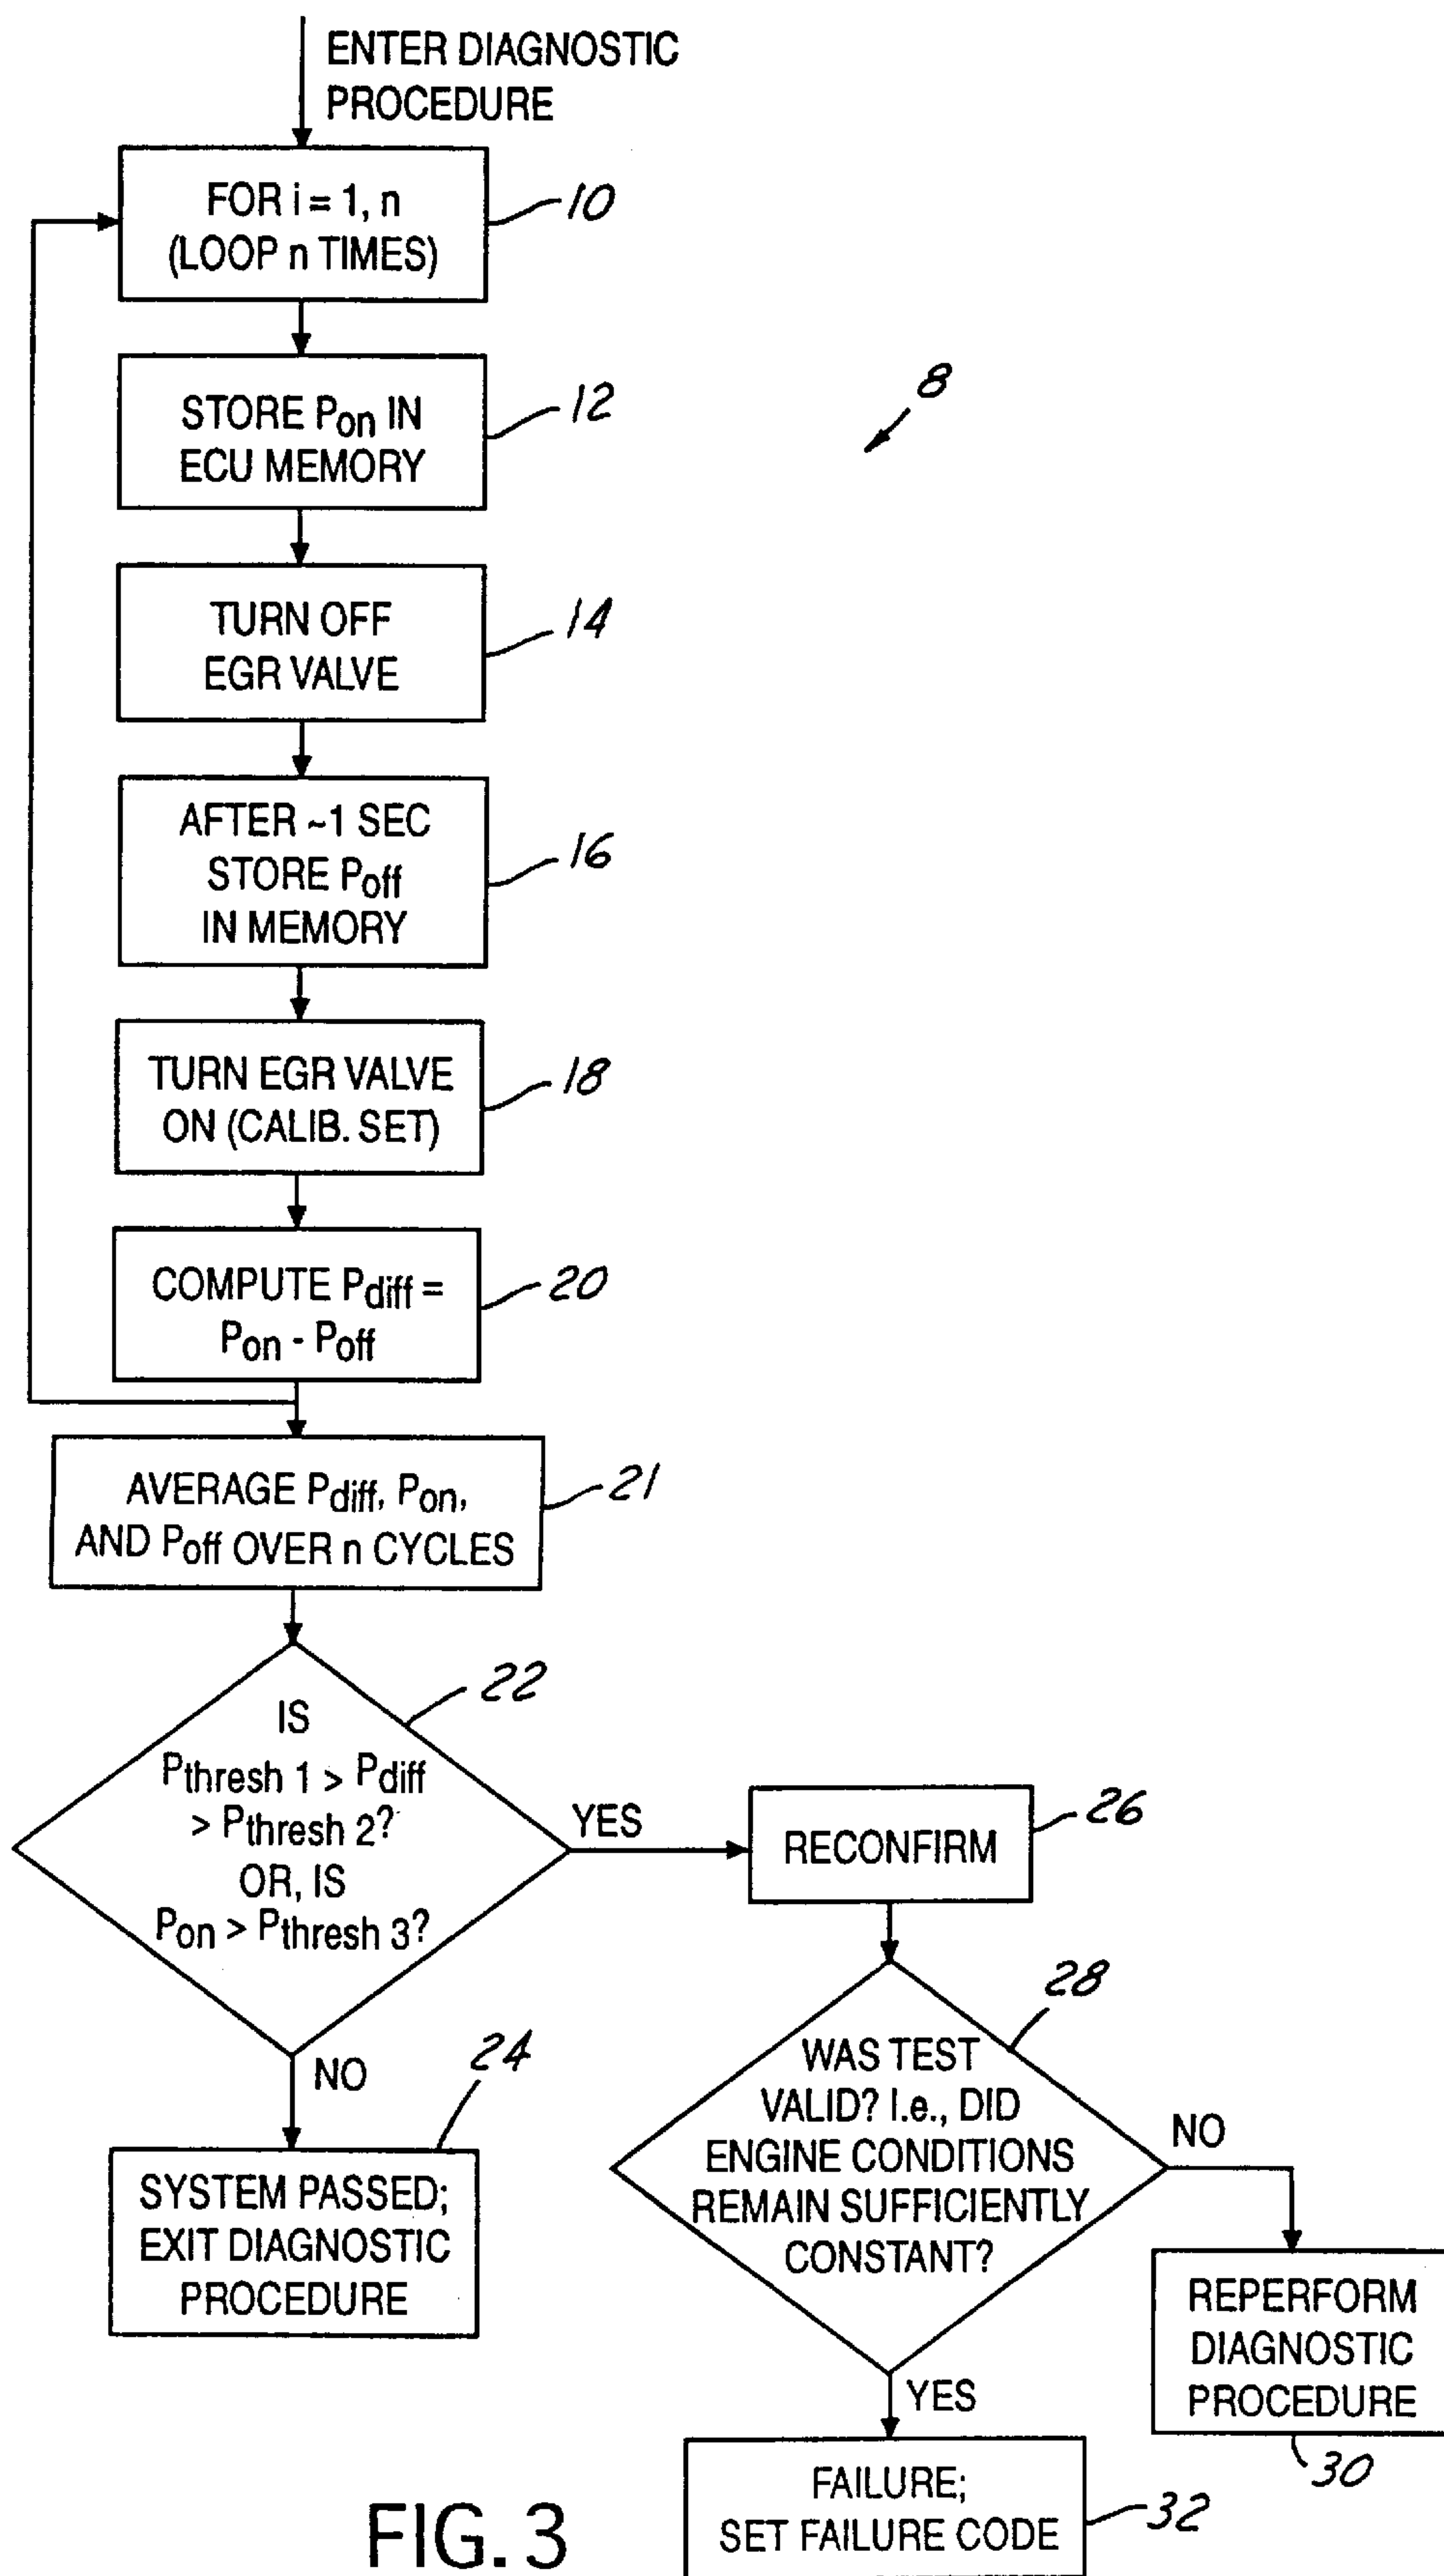 ENTER DIAGNOSTIC
PROCEDURE
FOR i = 1, n
(LOOP n TIMES)
10
STORE Pon IN
ECU MEMORY
12
8
TURN OFF
EGR VALVE
14
AFTER ~1 SEC
STORE Poff
IN MEMORY
16
TURN EGR VALVE
ON (CALIB. SET)
18
COMPUTE Pdiff =
Pon - Poff
20
AVERAGE Pdiff, Pon,
AND Poff OVER n CYCLES
21
IS
Pthresh 1 > Pdiff
> Pthresh 2?
OR, IS
Pon > Pthresh 3?
22
YES
RECONFIRM
26
NO
24
SYSTEM PASSED;
EXIT DIAGNOSTIC
PROCEDURE
WAS TEST
VALID? I.e., DID
ENGINE CONDITIONS
REMAIN SUFFICIENTLY
CONSTANT?
28
NO
REPERFORM
DIAGNOSTIC
PROCEDURE
30
YES
FAILURE;
SET FAILURE CODE
32
FIG. 3